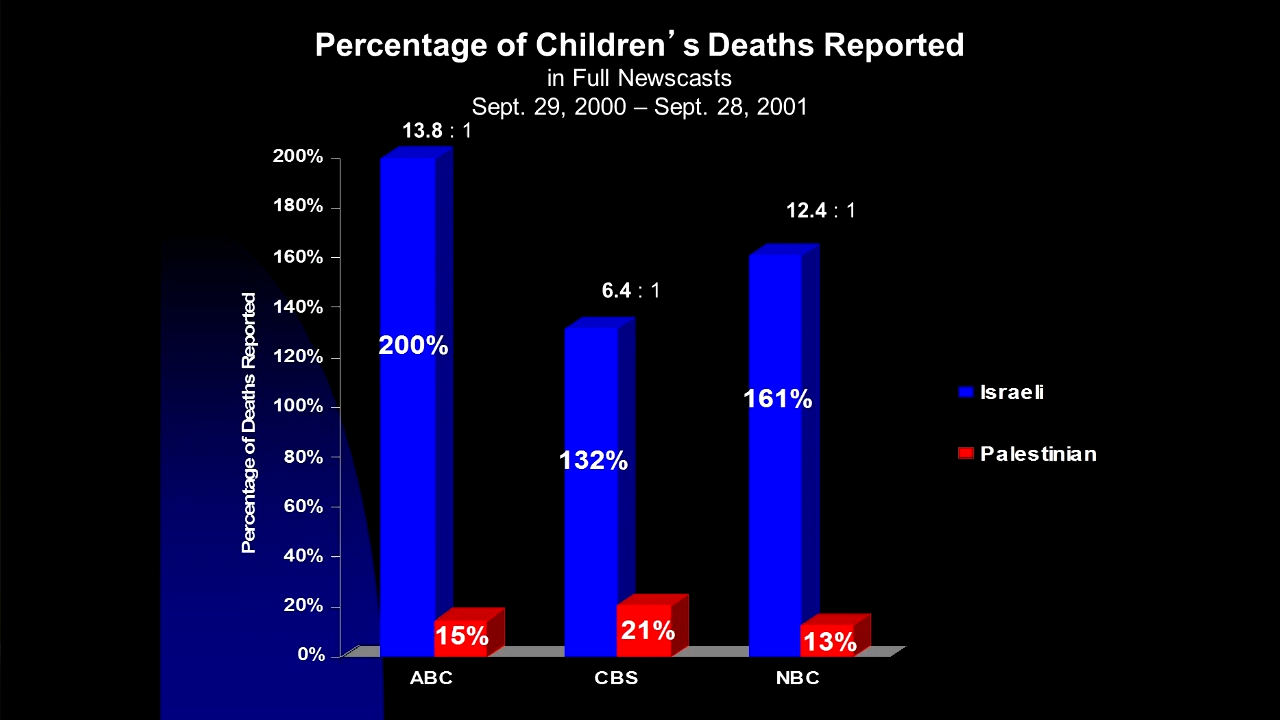 Percentage of Children’s Deaths Reported
in Full Newscasts
Sept. 29, 2000 – Sept. 28, 2001
13.8 : 1
12.4 : 1
6.4 : 1
200%
180%
160%
140%
120%
100%
80%
60%
40%
20%
0%
Percentage of Deaths Reported
200%
132%
161%
15%
21%
13%
ABC
CBS
NBC
Israeli
Palestinian